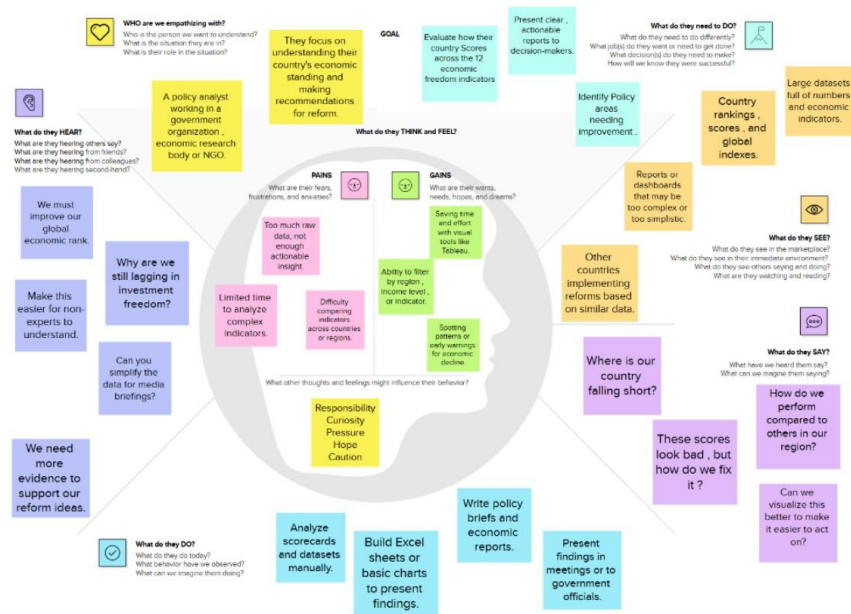 WHO are we empathizing with?
Who is the person we want to understand?
What is the situation they are in?
What is their role in the situation?
They focus on
understanding their
country's economic
standing and
making
recommendations
for reform.
A policy analyst
working in a
government
organization ,
economic research
body or NGO.
GOAL
Evaluate how their
country Scores
across the 12
economic
freedom indicators
Present clear ,
actionable
reports to
decision-makers.
Identify Policy
areas
needing
improvement .
What do they need to DO?
What do they need to do differently?
What job(s) do they want or need to get done?
What decision(s) do they need to make?
How will we know they were successful?
Large datasets
full of numbers
and economic
indicators.
Country
rankings ,
scores , and
global
indexes.
Reports or
dashboards
that may be
too complex or
too simplistic.
Other
countries
implementing
reforms based
on similar data.
What do they SEE?
What do they see in the marketplace?
What do they see in their immediate environment?
What do they see others saying and doing?
What are they watching and reading?
What do they SAY?
What have we heard them say?
What can we magine them saying?
Where is our
country
falling short?
How do we
perform
compared to
others in our
region?
These scores
look bad , but
how do we fix
it ?
Can we
visualize this
better to make
it easier to act
on?
What do they DO?
What do they do today?
What behavior have we observed?
What can we imagine them doing?
Analyze
scorecards
and datasets
manually.
Build Excel
sheets or
basic charts
to present
findings.
Write policy
briefs and
economic
reports.
Present
findings in
meetings or to
government
officials.
What do they HEAR?
What are they hearing others say?
What are they hearing from friends?
What are they hearing from colleagues?
What are they hearing second-hand?
We must
improve our
global
economic rank.
Why are we
still lagging in
investment
freedom?
Make this
easier for non-
experts to
understand.
Can you
simplify the
data for media
briefings?
We need
more
evidence to
support our
reform ideas.
What do they THINK and FEEL?
PAINS
What are their fears,
frustrations, and anxieties?
Too much raw
data, not
enough
actionable
insight.
Limited time
to analyze
complex
indicators.
Difficulty
comparing
indicators
across countries
or regions.
GAINS
What are their wants,
needs, hopes, and dreams?
Saving time
and effort
with visual
tools like
Tableau.
Ability to filter
by region ,
income level ,
or indicator.
Spotting
patterns or
early warnings
for economic
decline.
What other thoughts and feelings might influence their behavior?
Responsibility
Curiosity
Pressure
Hope
Caution